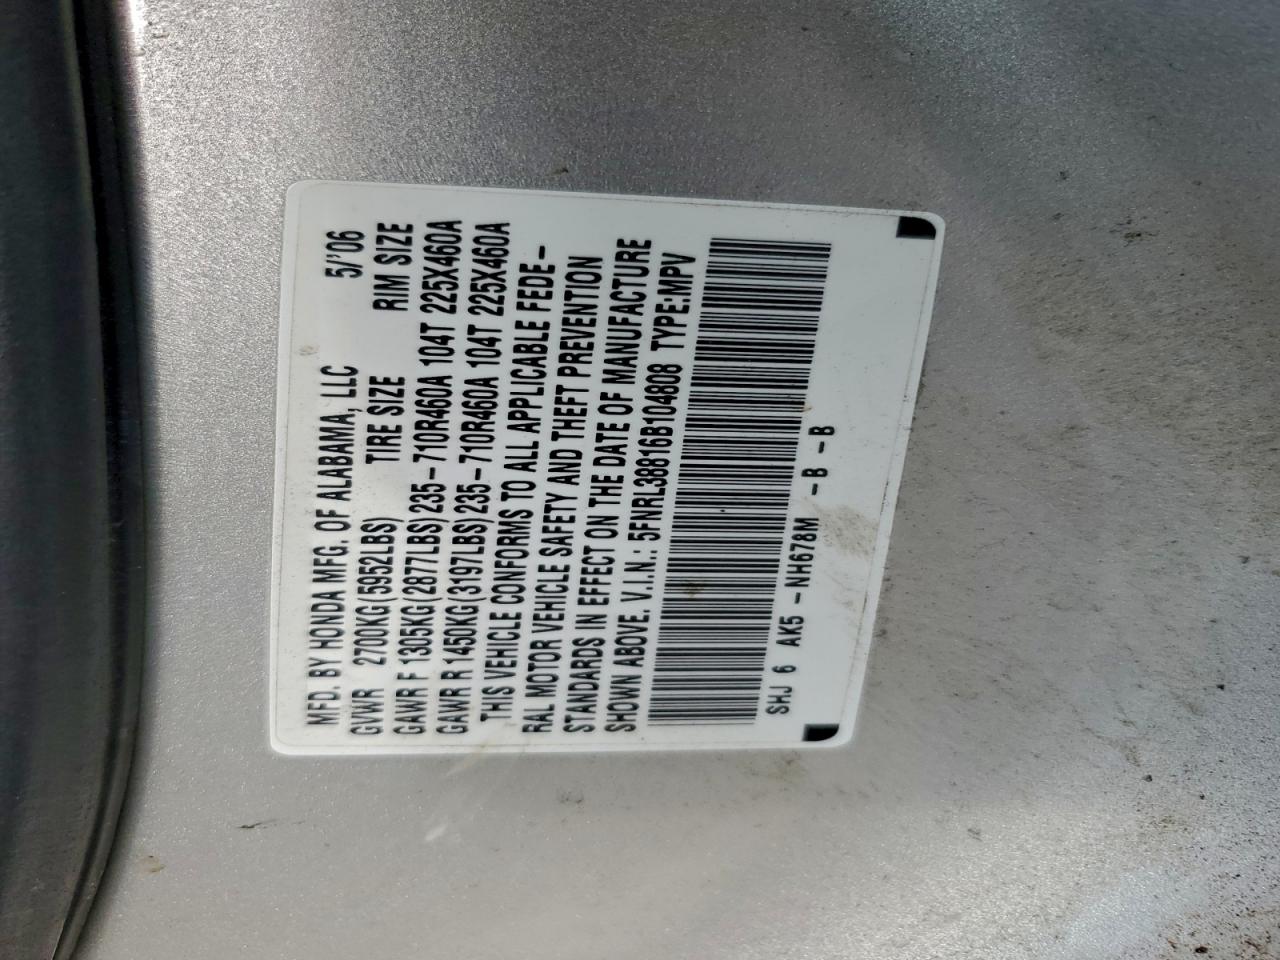 MFD. BY HONDA MFG. OF ALABAMA, LLC 5/'06
GVWR 2700KG(5952LBS) TIRE SIZE RIM SIZE
GAWR F 1305KG(2877LBS)235-710R460A 104T 225X460A
GAWR R 1450KG(3197LBS)235-710R460A 104T 225X460A
THIS VEHICLE CONFORMS TO ALL APPLICABLE FEDE-
RAL MOTOR VEHICLE SAFETY AND THEFT PREVENTION
STANDARDS IN EFFECT ON THE DATE OF MANUFACTURE
SHOWN ABOVE. V.I.N.: 5FNRL38816B104808 TYPE:MPV
SHJ 6 AK5 -NH678M -B -B